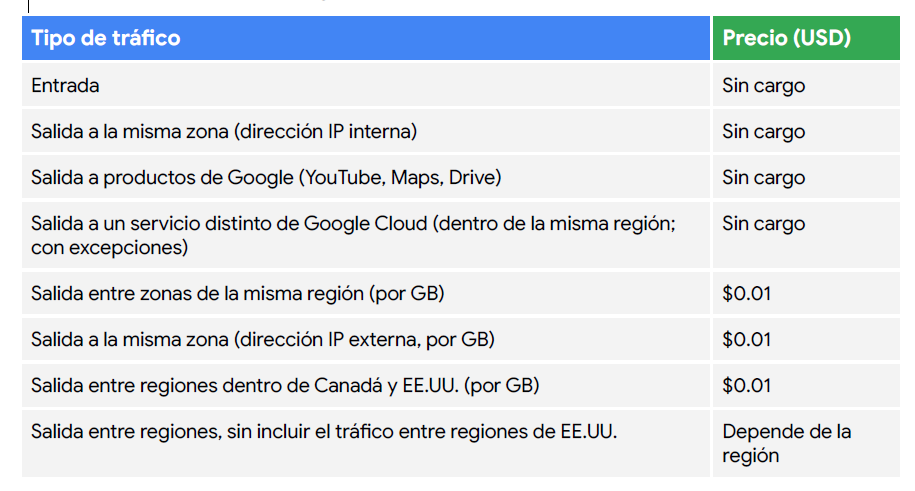 Tipo de tráfico Precio (USD)
Entrada Sin cargo
Salida a la misma zona (dirección IP interna) Sin cargo
Salida a productos de Google (YouTube, Maps, Drive) Sin cargo
Salida a un servicio distinto de Google Cloud (dentro de la misma región; Sin cargo
con excepciones)
Salida entre zonas de la misma región (por GB) $0.01
Salida a la misma zona (dirección IP externa, por GB) $0.01
Salida entre regiones dentro de Canadá y EE.UU. (por GB) $0.01
Salida entre regiones, sin incluir el tráfico entre regiones de EE.UU. Depende de la
región